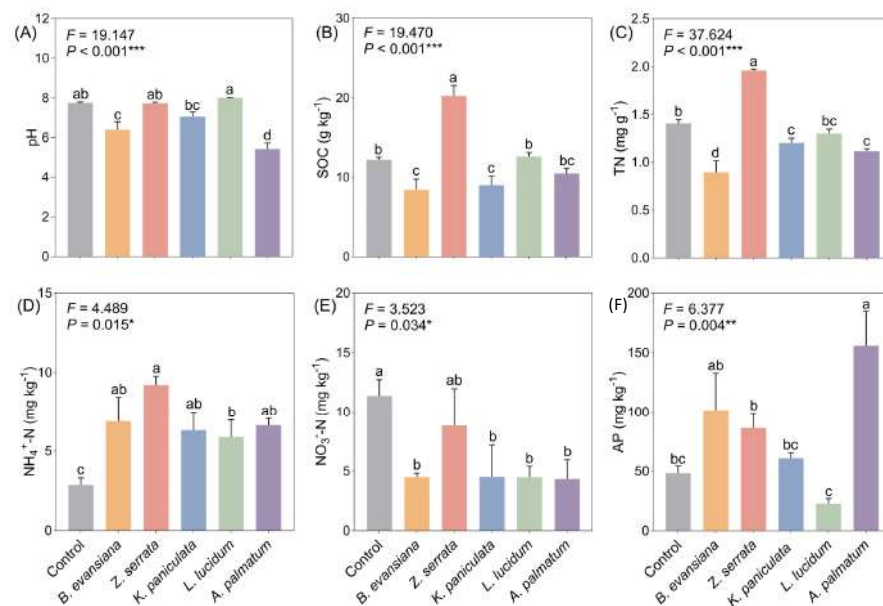 (A)
F = 19.147
P < 0.001***
ab
c
ab
bc
a
d
12
10
8
6
4
2
0
pH
(B)
F = 19.470
P < 0.001***
b
c
a
c
b
bc
30
20
10
0
SOC (g kg⁻¹)
(C)
F = 37.624
P < 0.001***
b
d
a
c
bc
c
2.5
2.0
1.5
1.0
0.5
0.0
TN (mg g⁻¹)
(D)
F = 4.489
P = 0.015*
c
ab
a
ab
b
ab
15
10
5
0
NH₄⁺-N (mg kg⁻¹)
Control
B. evansiana
Z. serrata
K. paniculata
L. lucidum
A. palmatum
(E)
F = 3.523
P = 0.034*
a
b
ab
b
b
b
20
15
10
5
0
NO₃⁻-N (mg kg⁻¹)
Control
B. evansiana
Z. serrata
K. paniculata
L. lucidum
A. palmatum
(F)
F = 6.377
P = 0.004**
bc
ab
b
bc
c
a
200
150
100
50
0
AP (mg kg⁻¹)
Control
B. evansiana
Z. serrata
K. paniculata
L. lucidum
A. palmatum